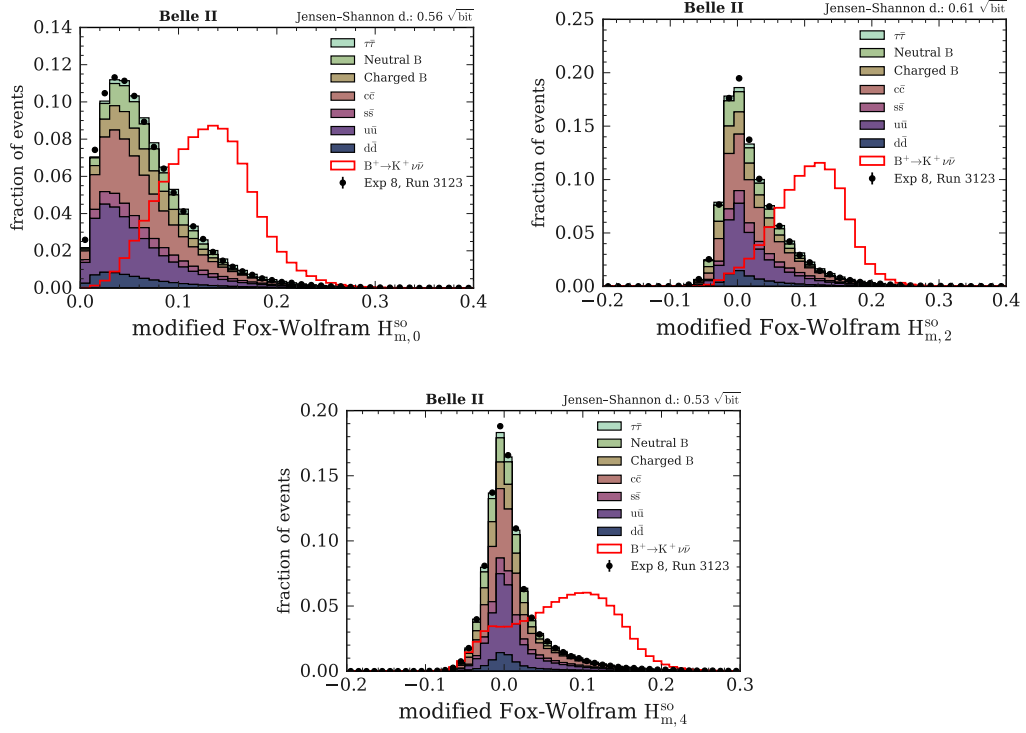 Belle II Jensen–Shannon d.: 0.56 √bit
fraction of events
0.14
0.12
0.10
0.08
0.06
0.04
0.02
0.00
ττ̄
Neutral B
Charged B
cc̄
ss̄
uū
dd̄
B⁺→K⁺νν̄
Exp 8, Run 3123
0.0 0.1 0.2 0.3 0.4
modified Fox-Wolfram H^so_m,0
Belle II Jensen–Shannon d.: 0.61 √bit
fraction of events
0.25
0.20
0.15
0.10
0.05
0.00
ττ̄
Neutral B
Charged B
cc̄
ss̄
uū
dd̄
B⁺→K⁺νν̄
Exp 8, Run 3123
−0.2 −0.1 0.0 0.1 0.2 0.3 0.4
modified Fox-Wolfram H^so_m,2
Belle II Jensen–Shannon d.: 0.53 √bit
fraction of events
0.20
0.15
0.10
0.05
0.00
ττ̄
Neutral B
Charged B
cc̄
ss̄
uū
dd̄
B⁺→K⁺νν̄
Exp 8, Run 3123
−0.2 −0.1 0.0 0.1 0.2 0.3
modified Fox-Wolfram H^so_m,4